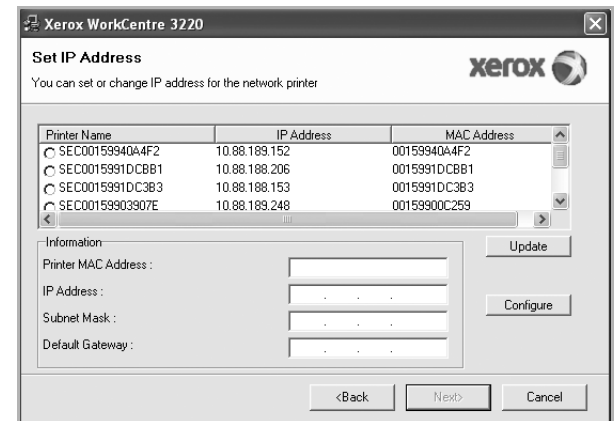 Xerox WorkCentre 3220
Set IP Address
xerox
You can set or change IP address for the network printer
Printer Name IP Address MAC Address
SEC00159940A4F2 10.88.189.152 00159940A4F2
SEC0015991DCBB1 10.88.188.206 0015991DCBB1
SEC0015991DC3B3 10.88.188.153 0015991DC3B3
SEC00159903907E 10.88.189.248 00159900C259
Information
Update
Printer MAC Address :
IP Address :
Configure
Subnet Mask :
Default Gateway :
<Back Next> Cancel